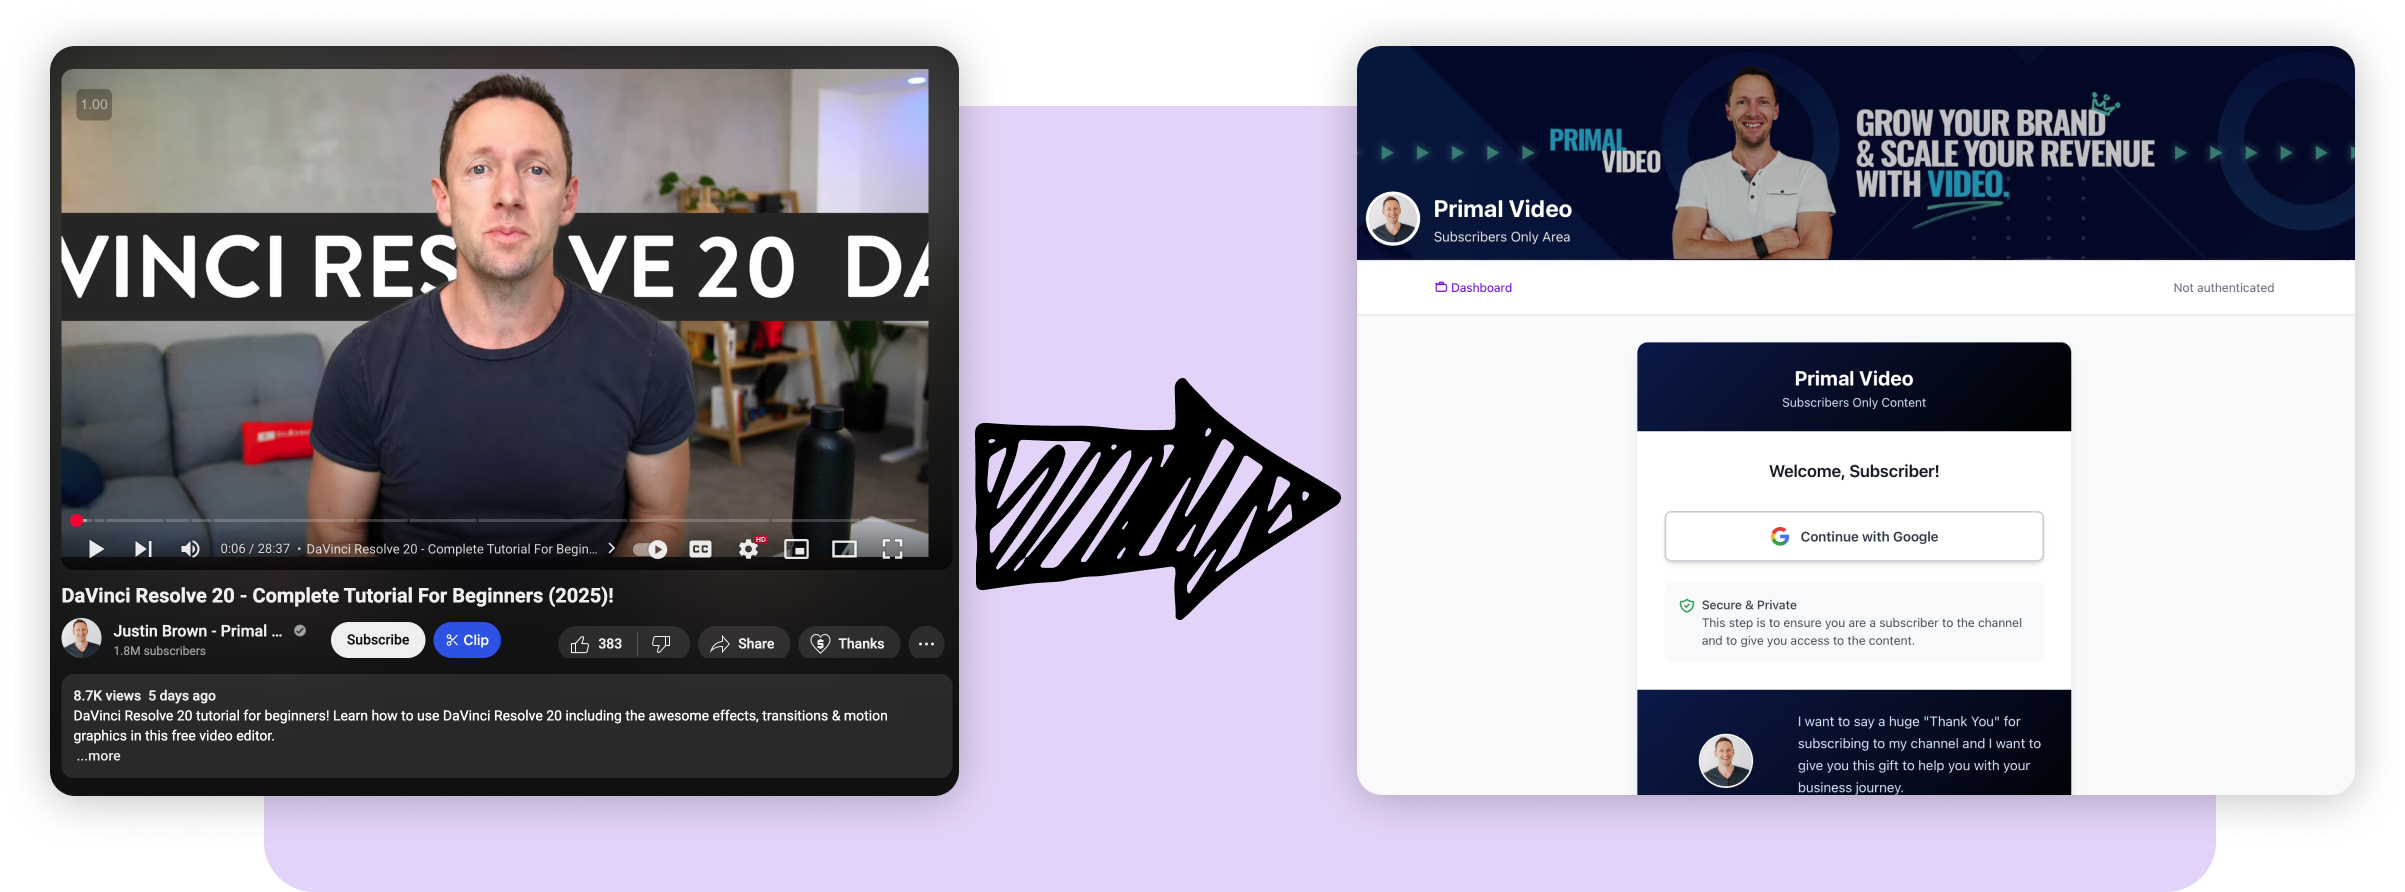 1.00
VINCI RES VE 20 DA
0:06 / 28:37 • DaVinci Resolve 20 - Complete Tutorial For Begin...
CC
HD
DaVinci Resolve 20 - Complete Tutorial For Beginners (2025)!
Justin Brown - Primal ...
1.8M subscribers
Subscribe
Clip
383
Share
Thanks
8.7K views 5 days ago
DaVinci Resolve 20 tutorial for beginners! Learn how to use DaVinci Resolve 20 including the awesome effects, transitions & motion
graphics in this free video editor.
...more
PRIMAL
VIDEO
GROW YOUR BRAND
& SCALE YOUR REVENUE
WITH VIDEO.
Primal Video
Subscribers Only Area
Dashboard
Not authenticated
Primal Video
Subscribers Only Content
Welcome, Subscriber!
Continue with Google
Secure & Private
This step is to ensure you are a subscriber to the channel
and to give you access to the content.
I want to say a huge "Thank You" for
subscribing to my channel and I want to
give you this gift to help you with your
business journey.